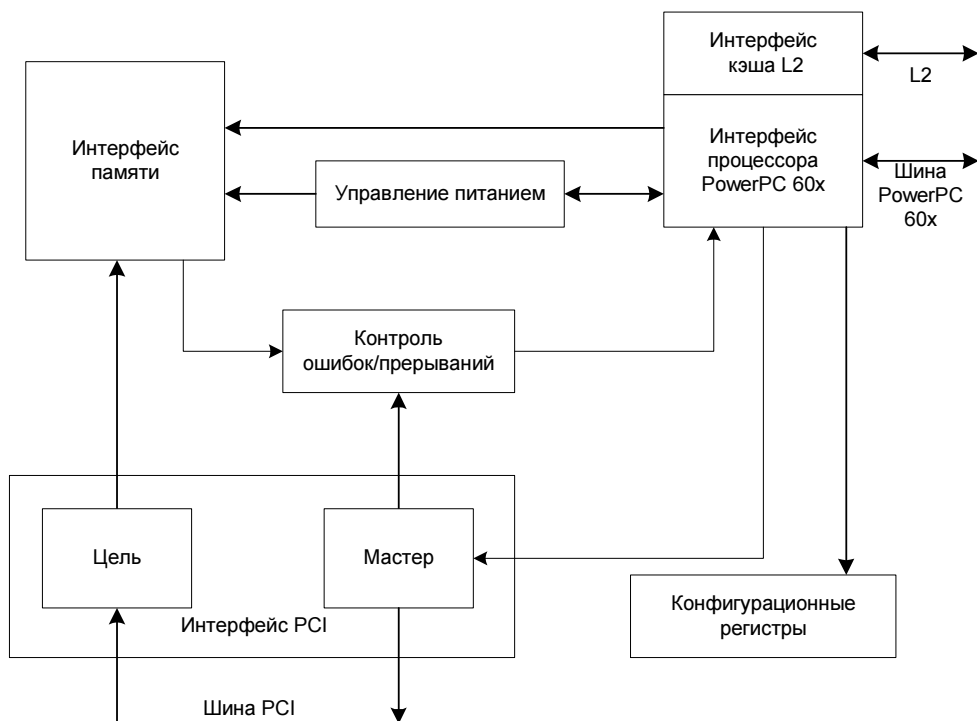 Интерфейс
кэша L2
L2
Интерфейс
памяти
Интерфейс
процессора
PowerPC 60x
Шина
PowerPC
60x
Управление питанием
Контроль
ошибок/прерываний
Цель
Мастер
Интерфейс PCI
Конфигурационные
регистры
Шина PCI